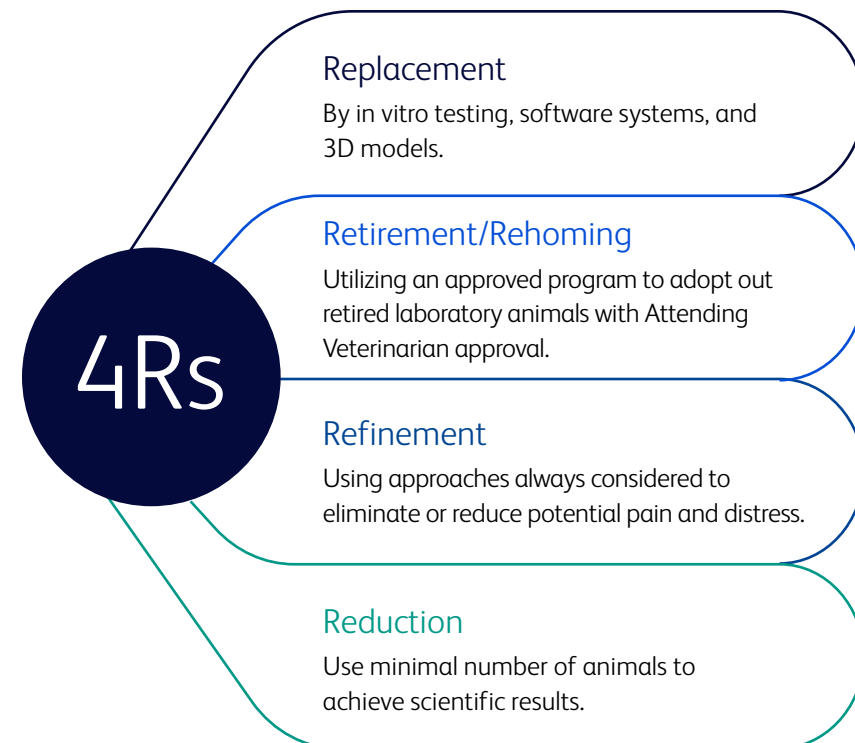 4Rs
Replacement
By in vitro testing, software systems, and
3D models.
Retirement/Rehoming
Utilizing an approved program to adopt out
retired laboratory animals with Attending
Veterinarian approval.
Refinement
Using approaches always considered to
eliminate or reduce potential pain and distress.
Reduction
Use minimal number of animals to
achieve scientific results.